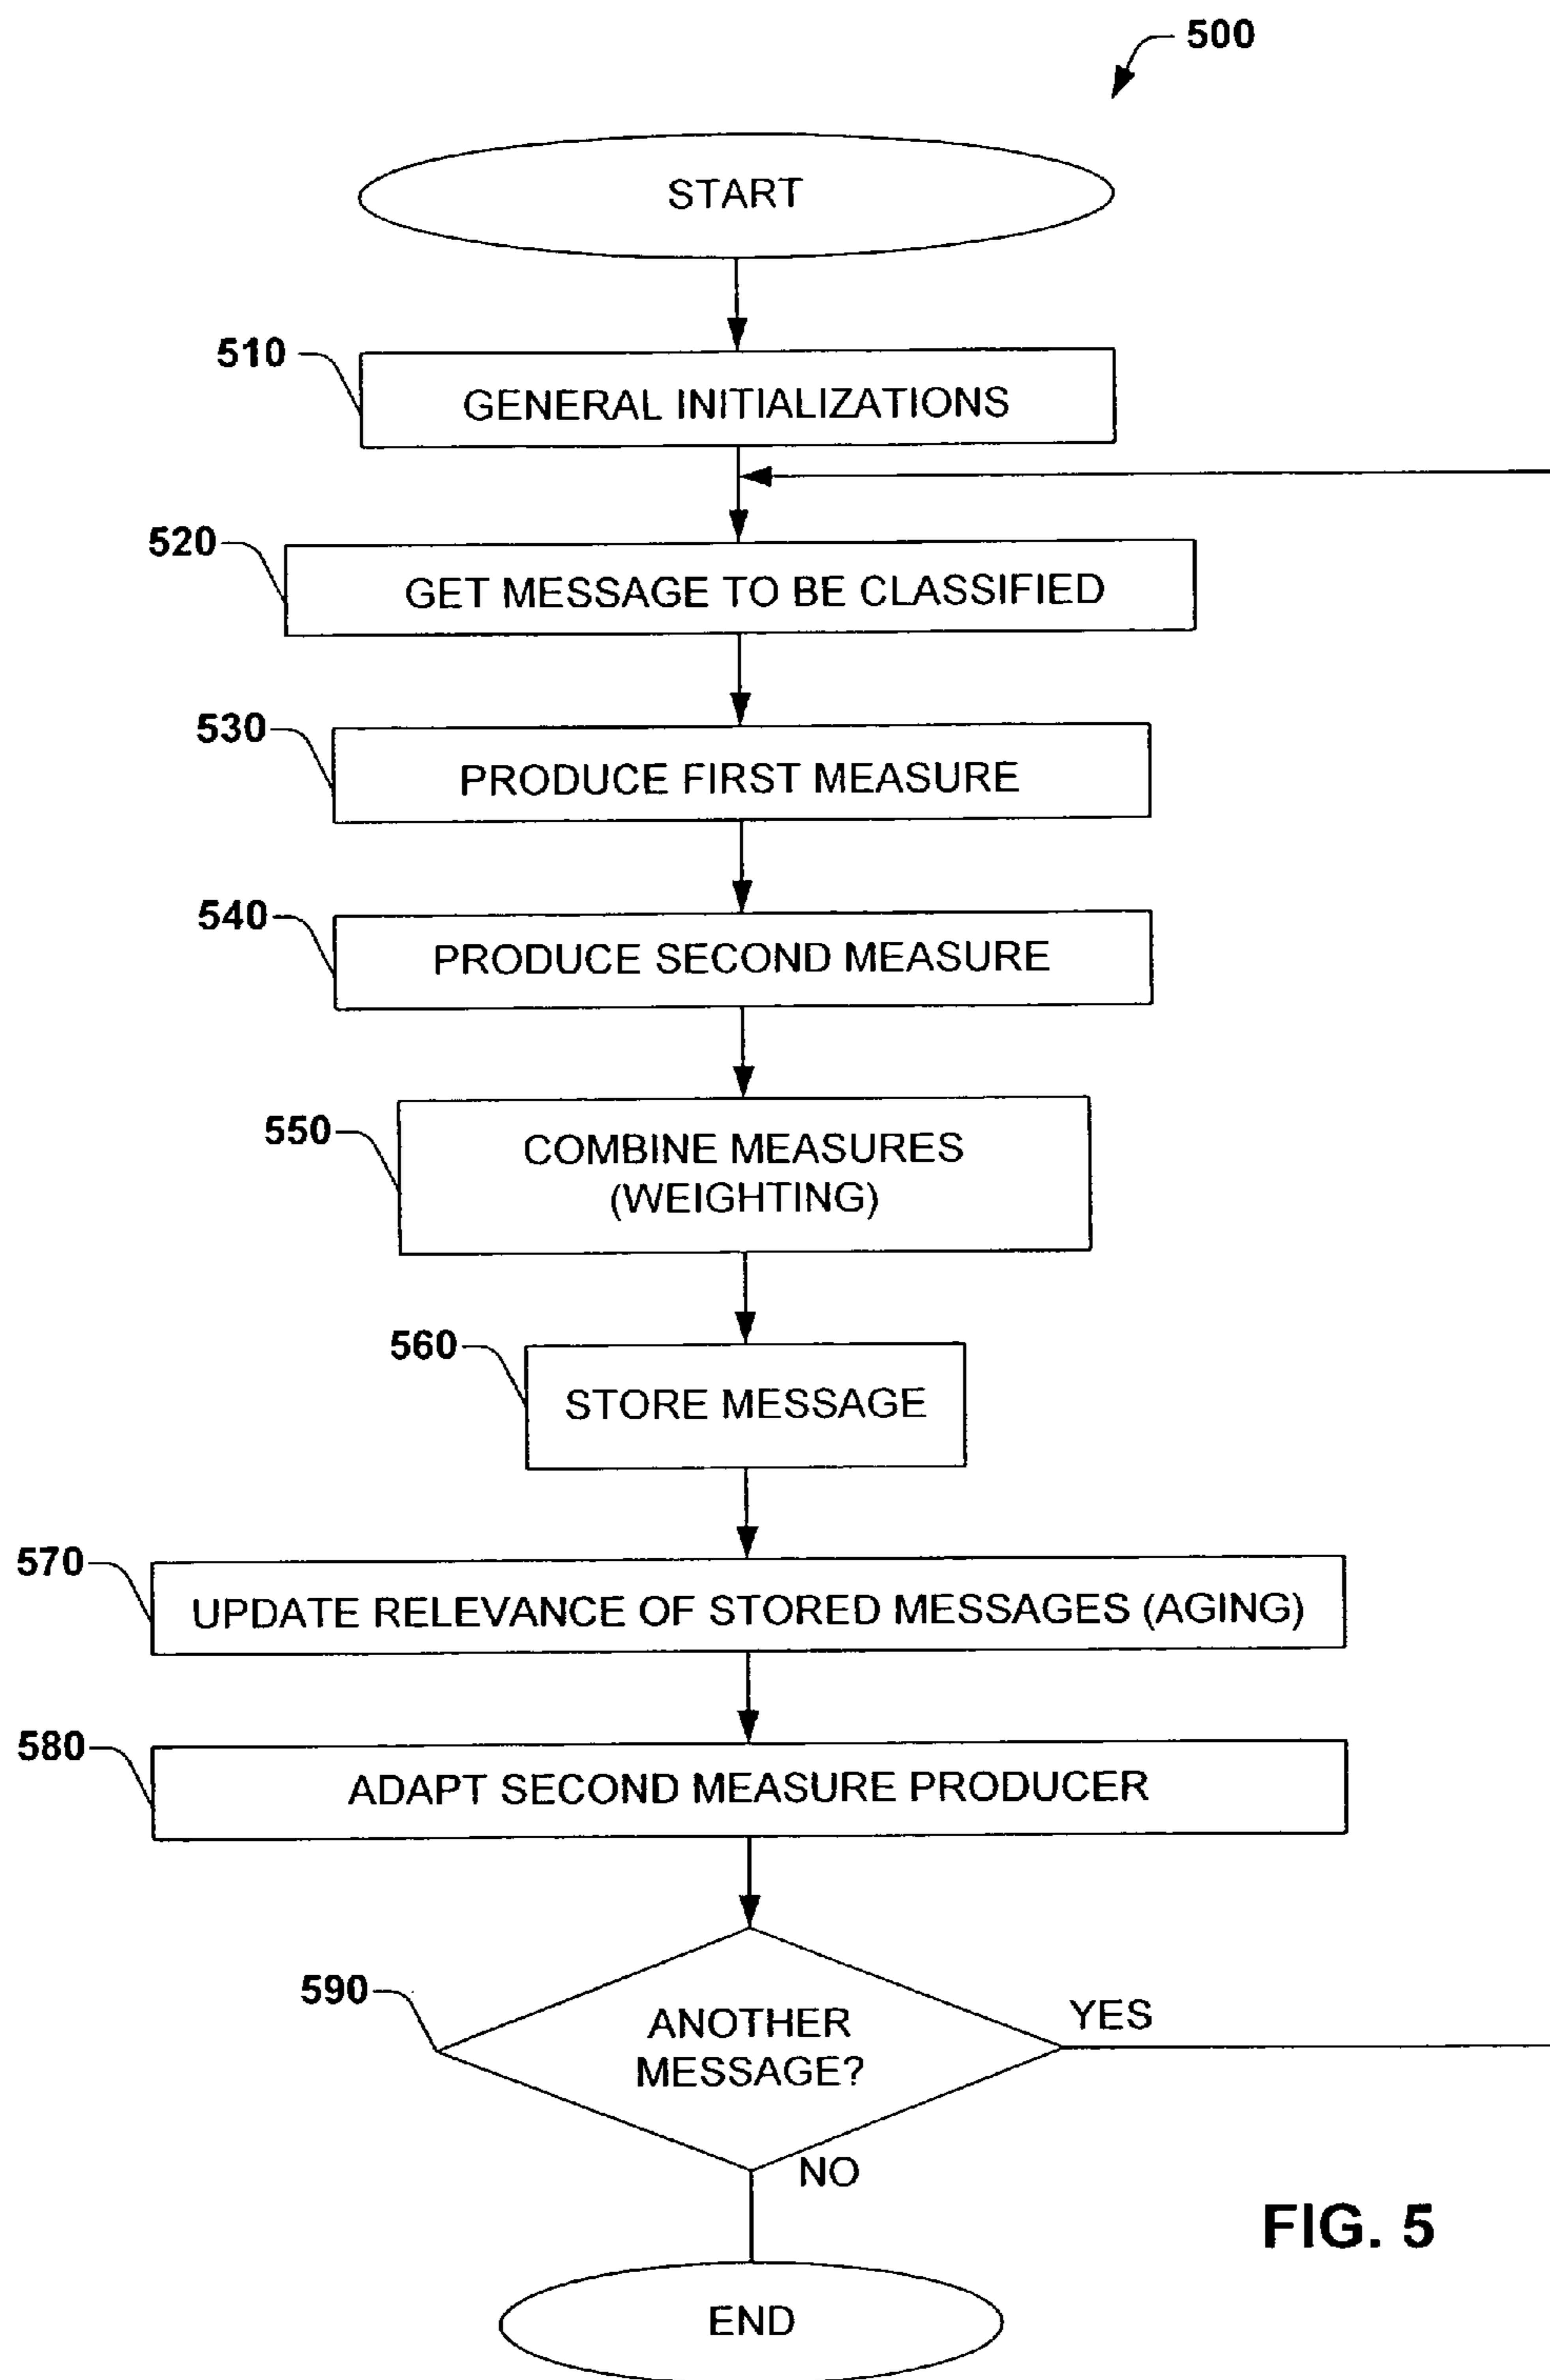 500
START
510
GENERAL INITIALIZATIONS
520
GET MESSAGE TO BE CLASSIFIED
530
PRODUCE FIRST MEASURE
540
PRODUCE SECOND MEASURE
550
COMBINE MEASURES
(WEIGHTING)
560
STORE MESSAGE
570
UPDATE RELEVANCE OF STORED MESSAGES (AGING)
580
ADAPT SECOND MEASURE PRODUCER
590
ANOTHER
MESSAGE?
YES
NO
FIG. 5
END